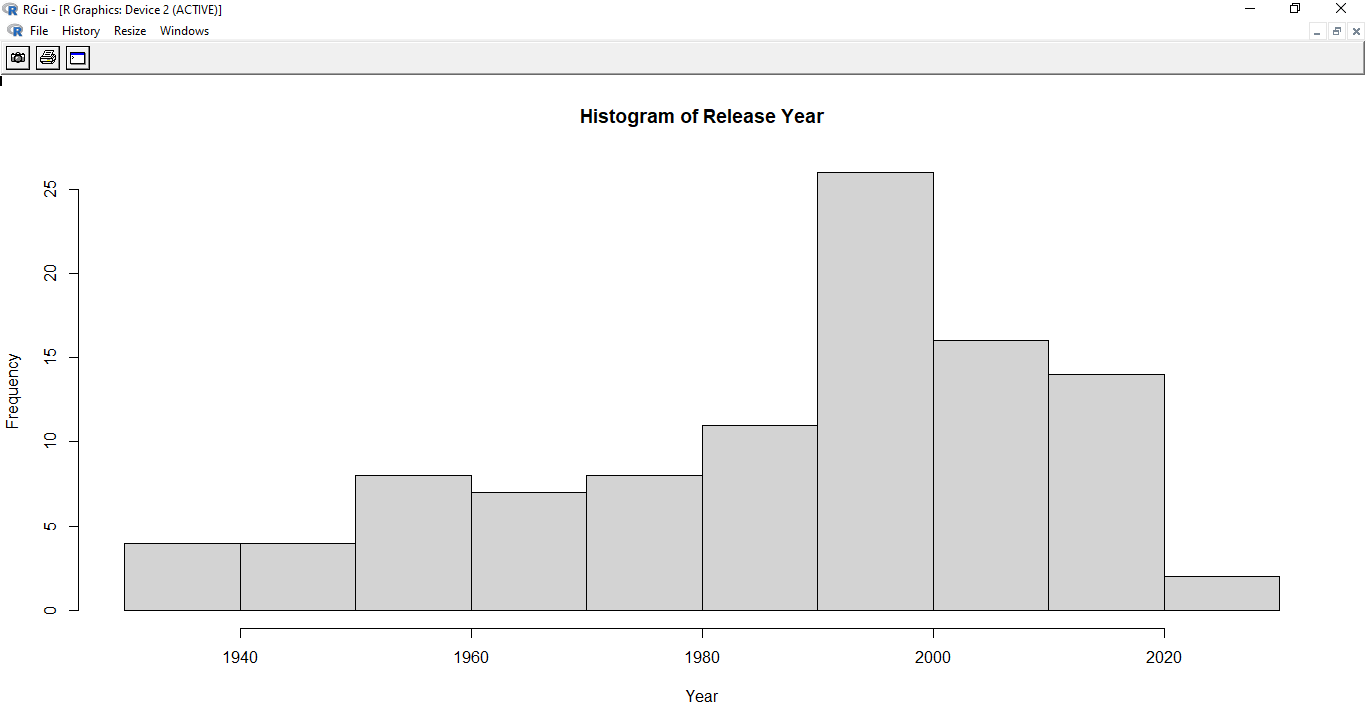 RGui - [R Graphics: Device 2 (ACTIVE)]
File History Resize Windows
Histogram of Release Year
25
20
15
10
5
0
Frequency
1940 1960 1980 2000 2020
Year